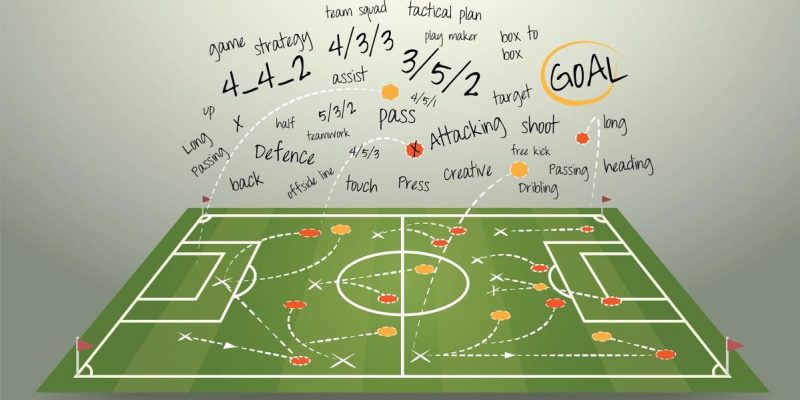 team squad
tactical plan
game strategy
4/3/3
play maker
box to
box
4_4_2
assist
3/5/2
GOAL
target
4/5/1
up
x
half
5/3/2
pass
Long
Passing
teamwork
Attacking
shoot
long
Defence
4/5/3
x
free kick
back
offside line
touch
Press
creative
Passing
Dribling
heading